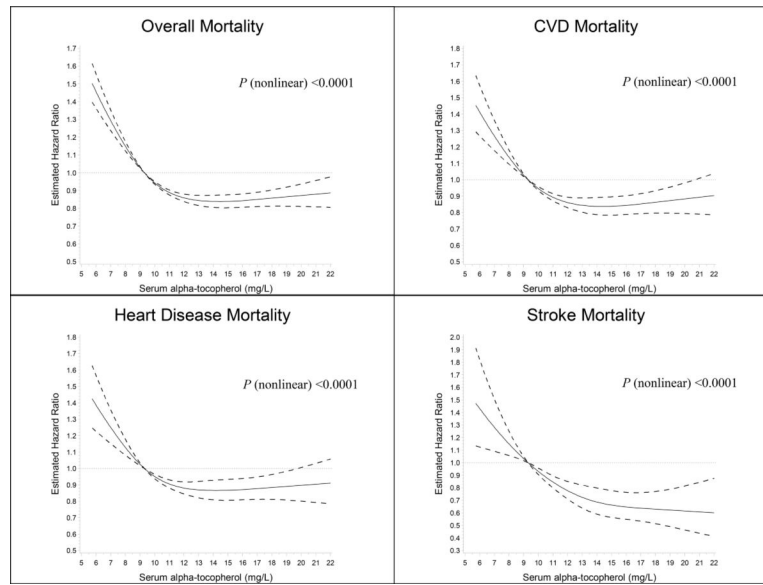 Overall Mortality
1.7
1.6
1.5
1.4
1.3
1.2
1.1
1.0
0.9
0.8
0.7
0.6
0.5
Estimated Hazard Ratio
P (nonlinear) <0.0001
5 6 7 8 9 10 11 12 13 14 15 16 17 18 19 20 21 22
Serum alpha-tocopherol (mg/L)
CVD Mortality
1.8
1.7
1.6
1.5
1.4
1.3
1.2
1.1
1.0
0.9
0.8
0.7
0.6
0.5
Estimated Hazard Ratio
P (nonlinear) <0.0001
5 6 7 8 9 10 11 12 13 14 15 16 17 18 19 20 21 22
Serum alpha-tocopherol (mg/L)
Heart Disease Mortality
1.8
1.7
1.6
1.5
1.4
1.3
1.2
1.1
1.0
0.9
0.8
0.7
0.6
0.5
Estimated Hazard Ratio
P (nonlinear) <0.0001
5 6 7 8 9 10 11 12 13 14 15 16 17 18 19 20 21 22
Serum alpha-tocopherol (mg/L)
Stroke Mortality
2.0
1.9
1.8
1.7
1.6
1.5
1.4
1.3
1.2
1.1
1.0
0.9
0.8
0.7
0.6
0.5
0.4
0.3
Estimated Hazard Ratio
P (nonlinear) <0.0001
5 6 7 8 9 10 11 12 13 14 15 16 17 18 19 20 21 22
Serum alpha-tocopherol (mg/L)